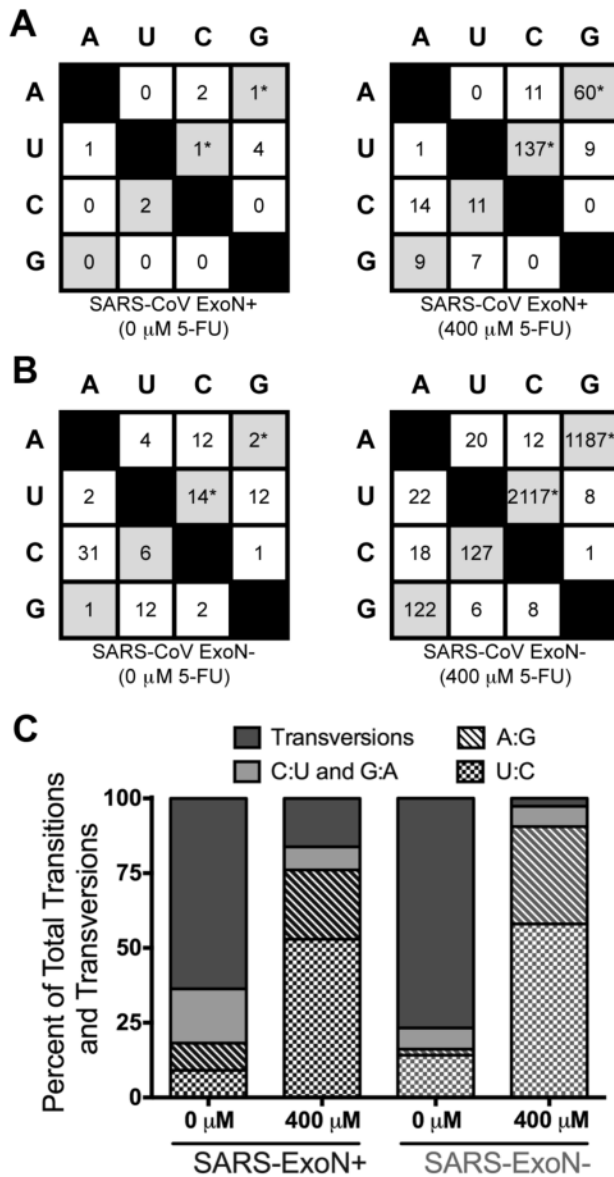 A
A U C G
A 0 2 1*
U 1 1* 4
C 0 2 0
G 0 0 0
SARS-CoV ExoN+
(0 μM 5-FU)
A U C G
A 0 11 60*
U 1 137* 9
C 14 11 0
G 9 7 0
SARS-CoV ExoN+
(400 μM 5-FU)
B
A U C G
A 4 12 2*
U 2 14* 12
C 31 6 1
G 1 12 2
SARS-CoV ExoN-
(0 μM 5-FU)
A U C G
A 20 12 1187*
U 22 2117* 8
C 18 127 1
G 122 6 8
SARS-CoV ExoN-
(400 μM 5-FU)
C
Transversions A:G
C:U and G:A U:C
Percent of Total Transitions
and Transversions
100
75
50
25
0
0 μM 400 μM 0 μM 400 μM
SARS-ExoN+ SARS-ExoN-